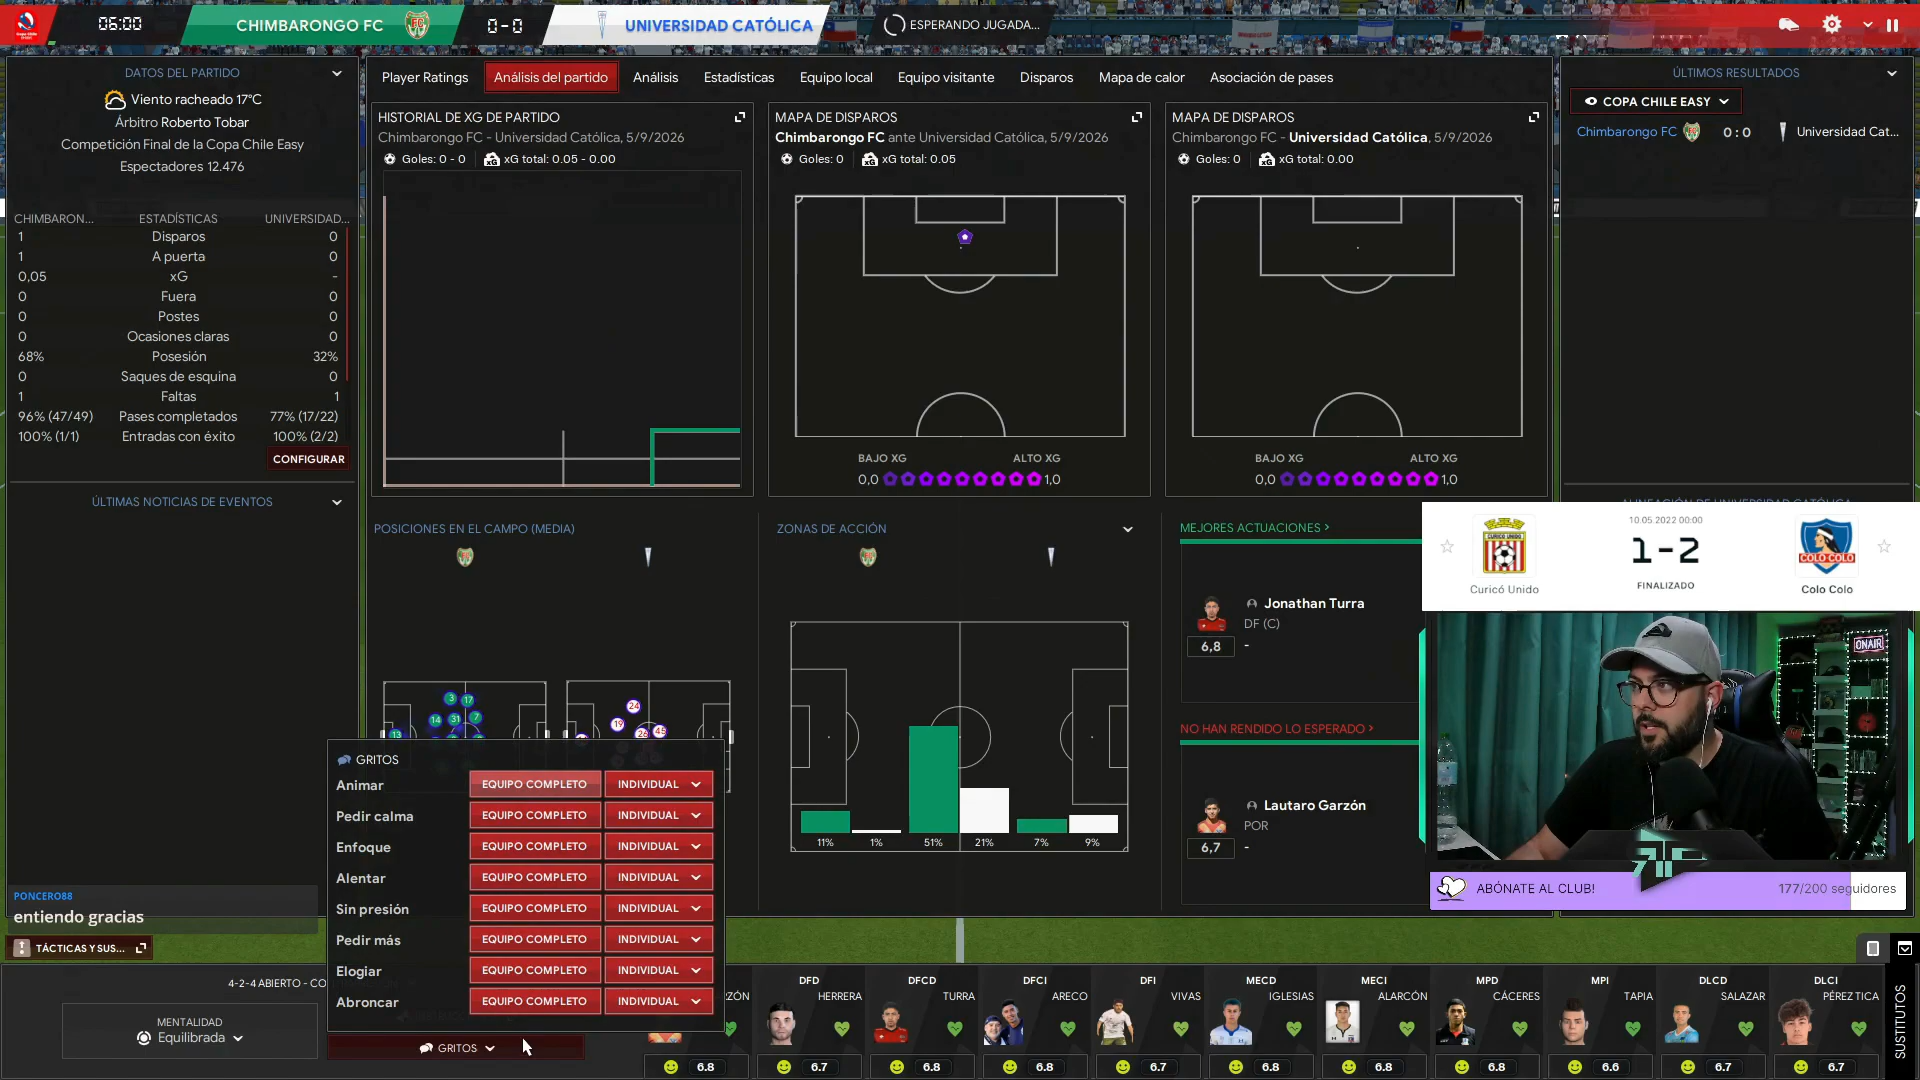 06:00
CHIMBARONGO FC
0-0
UNIVERSIDAD CATÓLICA
ESPERANDO JUGADA...
DATOS DEL PARTIDO
Viento racheado 17°C
Árbitro Roberto Tobar
Competición Final de la Copa Chile Easy
Espectadores 12.476
CHIMBARON... ESTADÍSTICAS UNIVERSIDAD...
1 Disparos 0
1 A puerta 0
0,05 xG -
0 Fuera 0
0 Postes 0
0 Ocasiones claras 0
68% Posesión 32%
0 Saques de esquina 0
1 Faltas 1
96% (47/49) Pases completados 77% (17/22)
100% (1/1) Entradas con éxito 100% (2/2)
CONFIGURAR
ÚLTIMAS NOTICIAS DE EVENTOS
PONCERO88
entiendo gracias
TÁCTICAS Y SUS...
Player Ratings
Análisis del partido
Análisis
Estadísticas
Equipo local
Equipo visitante
Disparos
Mapa de calor
Asociación de pases
HISTORIAL DE XG DE PARTIDO
Chimbarongo FC - Universidad Católica, 5/9/2026
Goles: 0 - 0 xG total: 0.05 - 0.00
MAPA DE DISPAROS
Chimbarongo FC ante Universidad Católica, 5/9/2026
Goles: 0 xG total: 0.05
BAJO XG ALTO XG
0,0 1,0
MAPA DE DISPAROS
Chimbarongo FC - Universidad Católica, 5/9/2026
Goles: 0 xG total: 0.00
BAJO XG ALTO XG
0,0 1,0
ÚLTIMOS RESULTADOS
COPA CHILE EASY
Chimbarongo FC 0 : 0 Universidad Cat...
POSICIONES EN EL CAMPO (MEDIA)
3 17
14 31 7
13
24
19
ZONAS DE ACCIÓN
11% 1% 51% 21% 7% 9%
MEJORES ACTUACIONES >
Jonathan Turra
DF (C)
6,8 -
NO HAN RENDIDO LO ESPERADO >
Lautaro Garzón
POR
6,7 -
10.05.2022 00:00
1-2
FINALIZADO
CURICÓ UNIDO
Curicó Unido
COLO COLO
Colo Colo
ON AIR
ABÓNATE AL CLUB!
177/200 seguidores
GRITOS
Animar EQUIPO COMPLETO INDIVIDUAL
Pedir calma EQUIPO COMPLETO INDIVIDUAL
Enfoque EQUIPO COMPLETO INDIVIDUAL
Alentar EQUIPO COMPLETO INDIVIDUAL
Sin presión EQUIPO COMPLETO INDIVIDUAL
Pedir más EQUIPO COMPLETO INDIVIDUAL
Elogiar EQUIPO COMPLETO INDIVIDUAL
Abroncar EQUIPO COMPLETO INDIVIDUAL
GRITOS
4-2-4 ABIERTO - CO
MENTALIDAD
Equilibrada
6.8
DFD
HERRERA
6.7
DFCD
TURRA
6.8
DFCI
ARECO
6.8
DFI
VIVAS
6.7
MECD
IGLESIAS
6.8
MECI
ALARCÓN
6.8
MPD
CÁCERES
6.8
MPI
TAPIA
6.6
DLCD
SALAZAR
6.7
DLCI
PÉREZ TICA
6.7
SUSTITUTOS